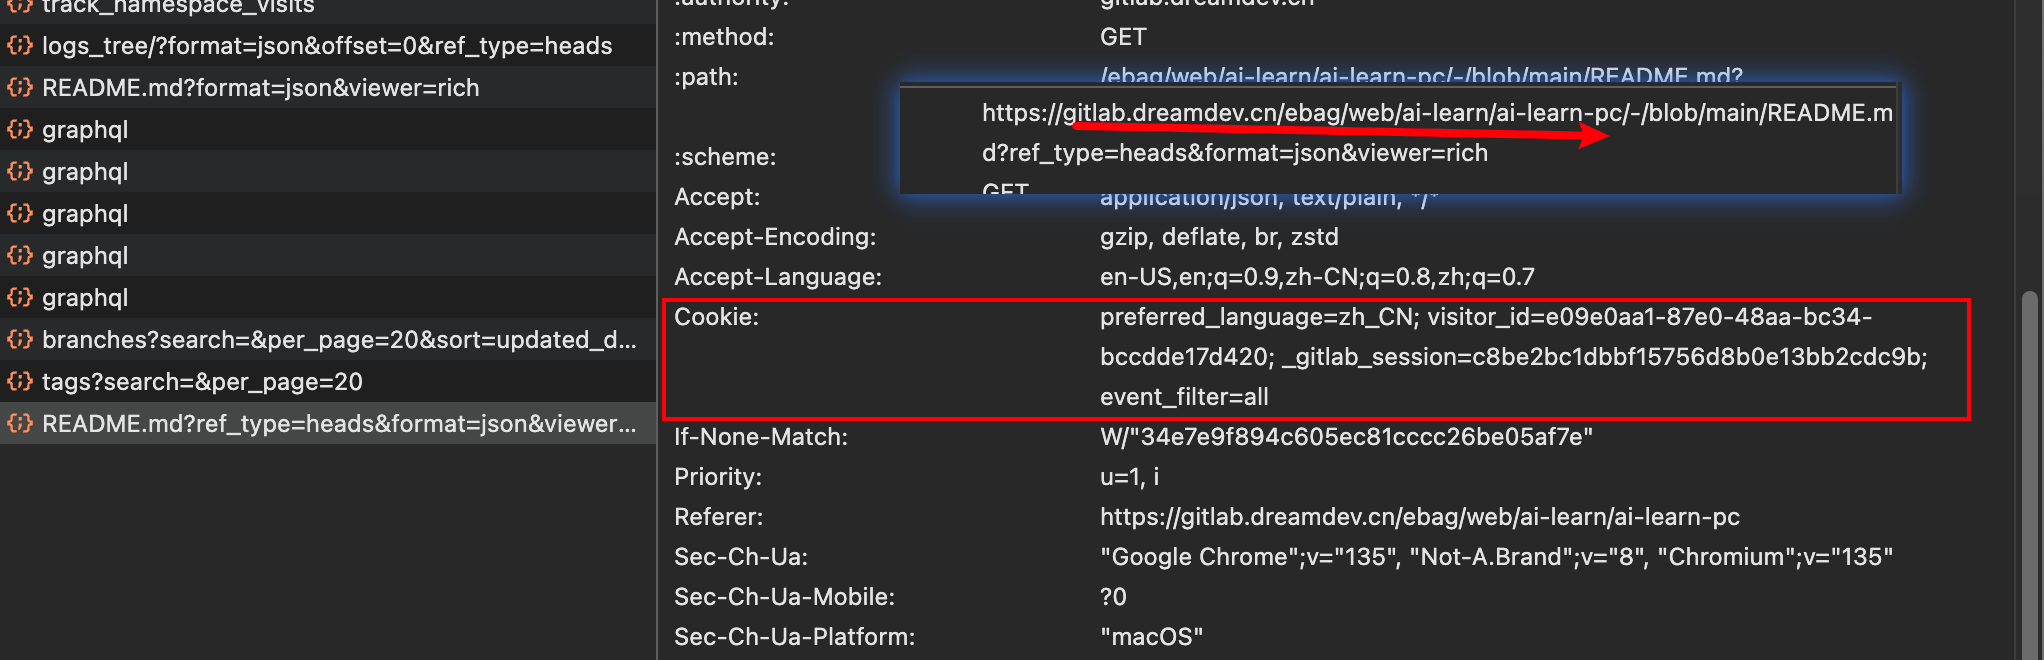 track_namespace_visits
logs_tree/?format=json&offset=0&ref_type=heads
README.md?format=json&viewer=rich
graphql
graphql
graphql
graphql
graphql
branches?search=&per_page=20&sort=updated_d...
tags?search=&per_page=20
README.md?ref_type=heads&format=json&viewer...
:authority: gitlab.dreamdev.cn
:method: GET
:path: /ebag/web/ai-learn/ai-learn-pc/-/blob/main/README.md?
https://gitlab.dreamdev.cn/ebag/web/ai-learn/ai-learn-pc/-/blob/main/README.m
d?ref_type=heads&format=json&viewer=rich
GET
:scheme:
Accept: application/json, text/plain, */*
Accept-Encoding: gzip, deflate, br, zstd
Accept-Language: en-US,en;q=0.9,zh-CN;q=0.8,zh;q=0.7
Cookie: preferred_language=zh_CN; visitor_id=e09e0aa1-87e0-48aa-bc34-
bccdde17d420; _gitlab_session=c8be2bc1dbbf15756d8b0e13bb2cdc9b;
event_filter=all
If-None-Match: W/"34e7e9f894c605ec81cccc26be05af7e"
Priority: u=1, i
Referer: https://gitlab.dreamdev.cn/ebag/web/ai-learn/ai-learn-pc
Sec-Ch-Ua: "Google Chrome";v="135", "Not-A.Brand";v="8", "Chromium";v="135"
Sec-Ch-Ua-Mobile: ?0
Sec-Ch-Ua-Platform: "macOS"